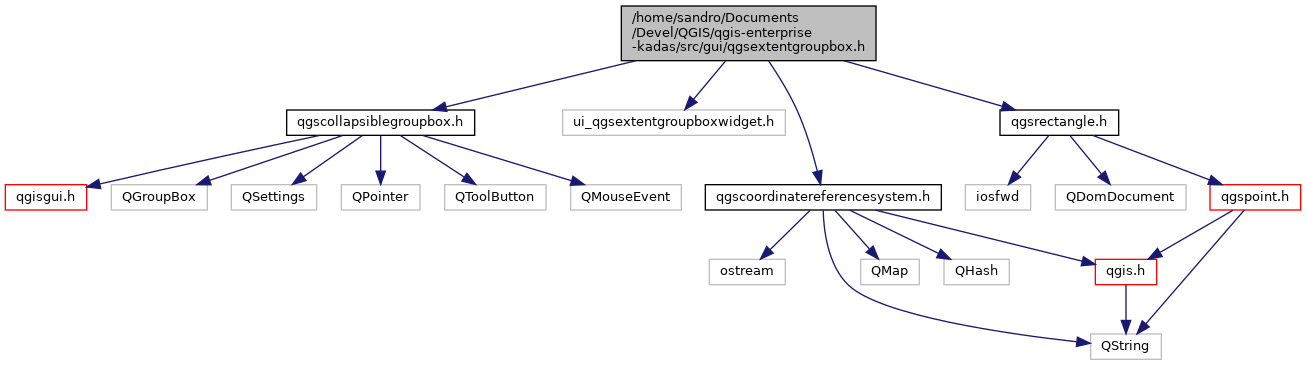 /home/sandro/Documents
/Devel/QGIS/qgis-enterprise
-kadas/src/gui/qgsextentgroupbox.h
qgscollapsiblegroupbox.h
ui_qgsextentgroupboxwidget.h
qgsrectangle.h
qgisgui.h
QGroupBox
QSettings
QPointer
QToolButton
QMouseEvent
qgscoordinatereferencesystem.h
iosfwd
QDomDocument
qgspoint.h
ostream
QMap
QHash
qgis.h
QString